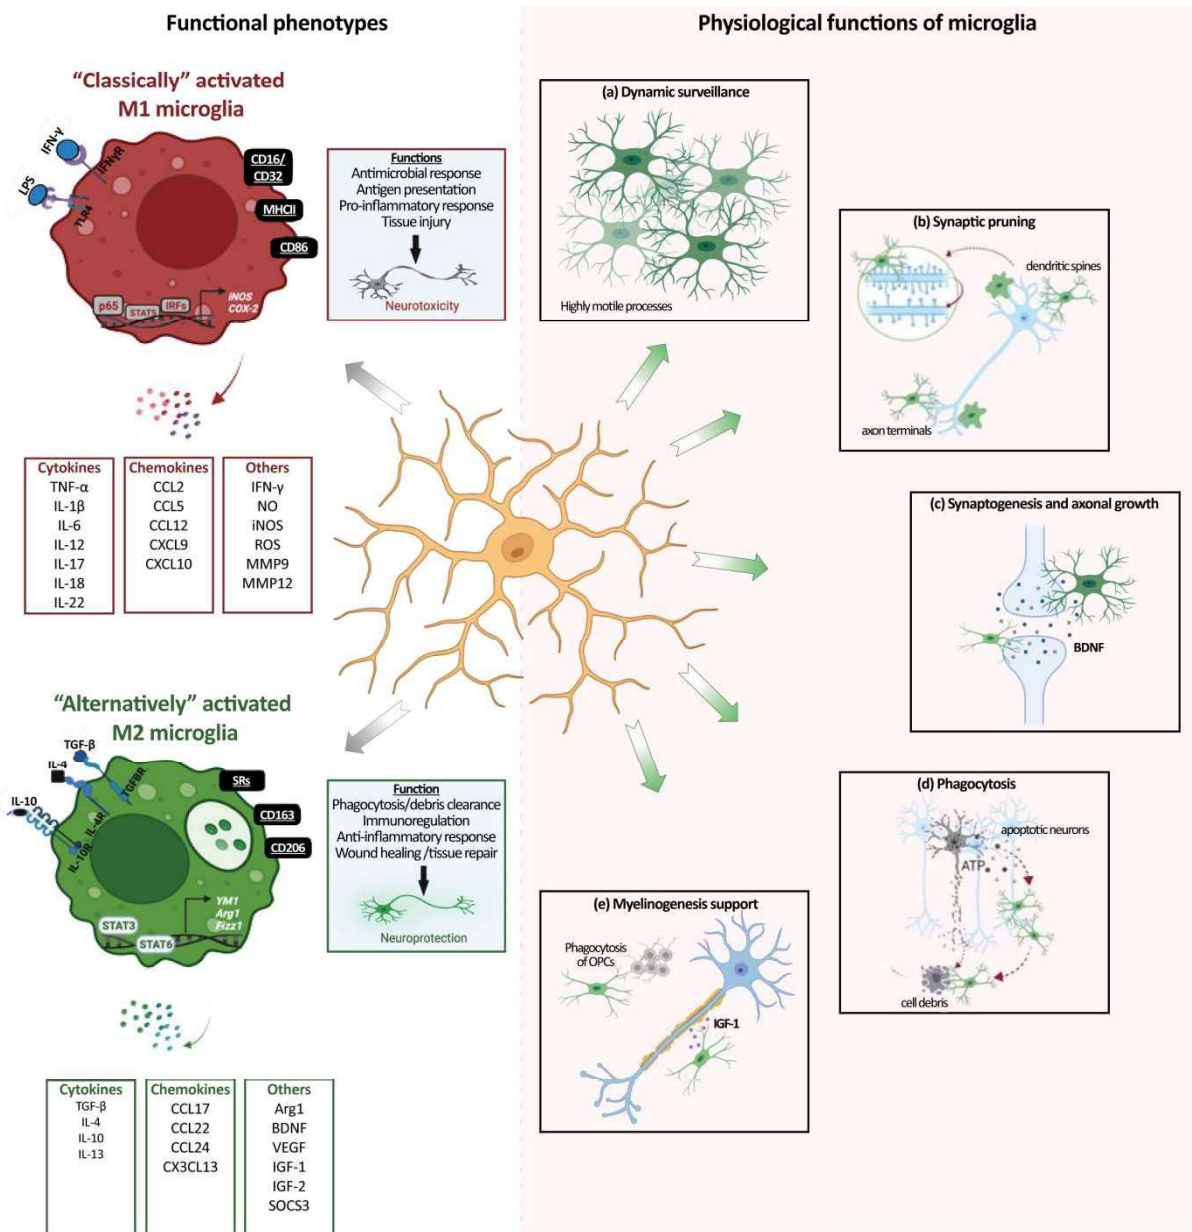 Functional phenotypes
Physiological functions of microglia
“Classically” activated
M1 microglia
IFN-γ
IFNγR
LPS
TLR4
CD16/
CD32
MHCII
CD86
p65
STAT5
IRFs
iNOS
COX-2
Functions
Antimicrobial response
Antigen presentation
Pro-inflammatory response
Tissue injury
Neurotoxicity
Cytokines
TNF-α
IL-1β
IL-6
IL-12
IL-17
IL-18
IL-22
Chemokines
CCL2
CCL5
CCL12
CXCL9
CXCL10
Others
IFN-γ
NO
iNOS
ROS
MMP9
MMP12
“Alternatively” activated
M2 microglia
TGF-β
IL-4
IL-10
TGFBR
IL-4R
IL-10R
SRs
CD163
CD206
STAT3
STAT6
YM1
Arg1
Fizz1
Function
Phagocytosis/debris clearance
Immunoregulation
Anti-inflammatory response
Wound healing /tissue repair
Neuroprotection
Cytokines
TGF-β
IL-4
IL-10
IL-13
Chemokines
CCL17
CCL22
CCL24
CX3CL13
Others
Arg1
BDNF
VEGF
IGF-1
IGF-2
SOCS3
(a) Dynamic surveillance
Highly motile processes
(b) Synaptic pruning
dendritic spines
axon terminals
(c) Synaptogenesis and axonal growth
BDNF
(d) Phagocytosis
apoptotic neurons
ATP
cell debris
(e) Myelinogenesis support
Phagocytosis
of OPCs
IGF-1